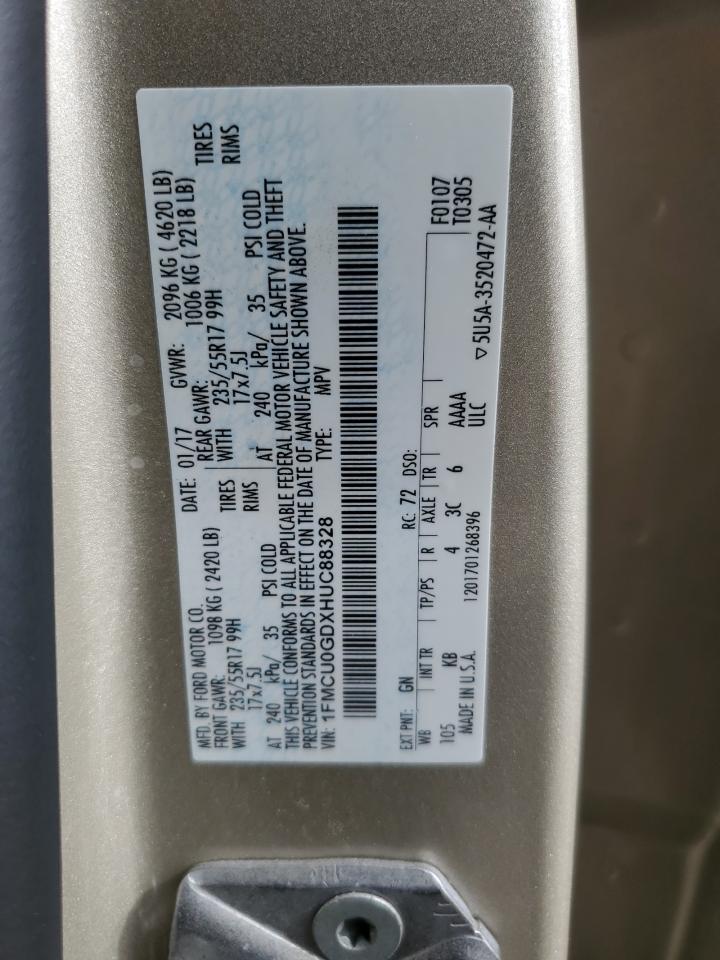 MFD. BY FORD MOTOR CO.
DATE: 01/17 GVWR: 2096 KG ( 4620 LB)
FRONT GAWR: 1098 KG ( 2420 LB) REAR GAWR: 1006 KG ( 2218 LB)
WITH 235/55R17 99H TIRES WITH 235/55R17 99H TIRES
17x7.5J RIMS 17x7.5J RIMS
AT 240 kPa/ 35 PSI COLD AT 240 kPa/ 35 PSI COLD
THIS VEHICLE CONFORMS TO ALL APPLICABLE FEDERAL MOTOR VEHICLE SAFETY AND THEFT
PREVENTION STANDARDS IN EFFECT ON THE DATE OF MANUFACTURE SHOWN ABOVE.
VIN: 1FMCU0GDXHUC88328 TYPE: MPV
EXT PNT: GN RC: 72 DSO: F0107
T0305
WB INT TR TP/PS R AXLE TR SPR
105 KB 4 3C 6 AAAA
MADE IN U.S.A. 1201701268396 ULC
▽5U5A-3520472-AA